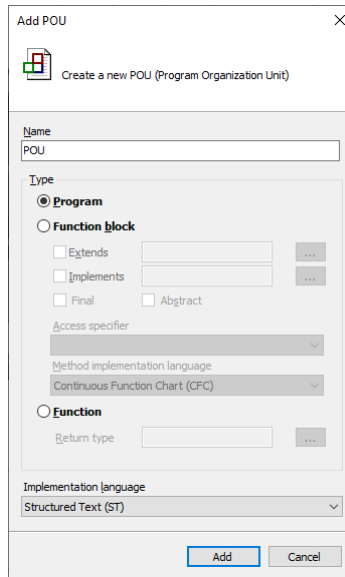 Add POU
Create a new POU (Program Organization Unit)
Name
POU
Type
Program
Function block
Extends
...
Implements
...
Final Abstract
Access specifier
Method implementation language
Continuous Function Chart (CFC)
Function
Return type
...
Implementation language
Structured Text (ST)
Add Cancel